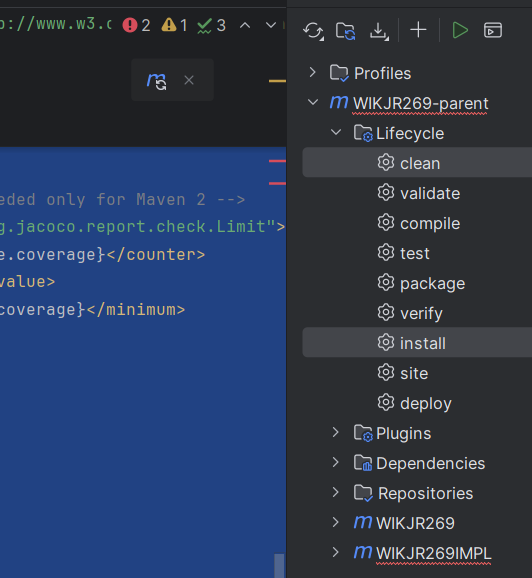 p://www.w3.c 2 1 3
eded only for Maven 2 -->
g.jacoco.report.check.Limit">
e.coverage}</counter>
value>
coverage}</minimum>
Profiles
WIKJR269-parent
Lifecycle
clean
validate
compile
test
package
verify
install
site
deploy
Plugins
Dependencies
Repositories
WIKJR269
WIKJR269IMPL